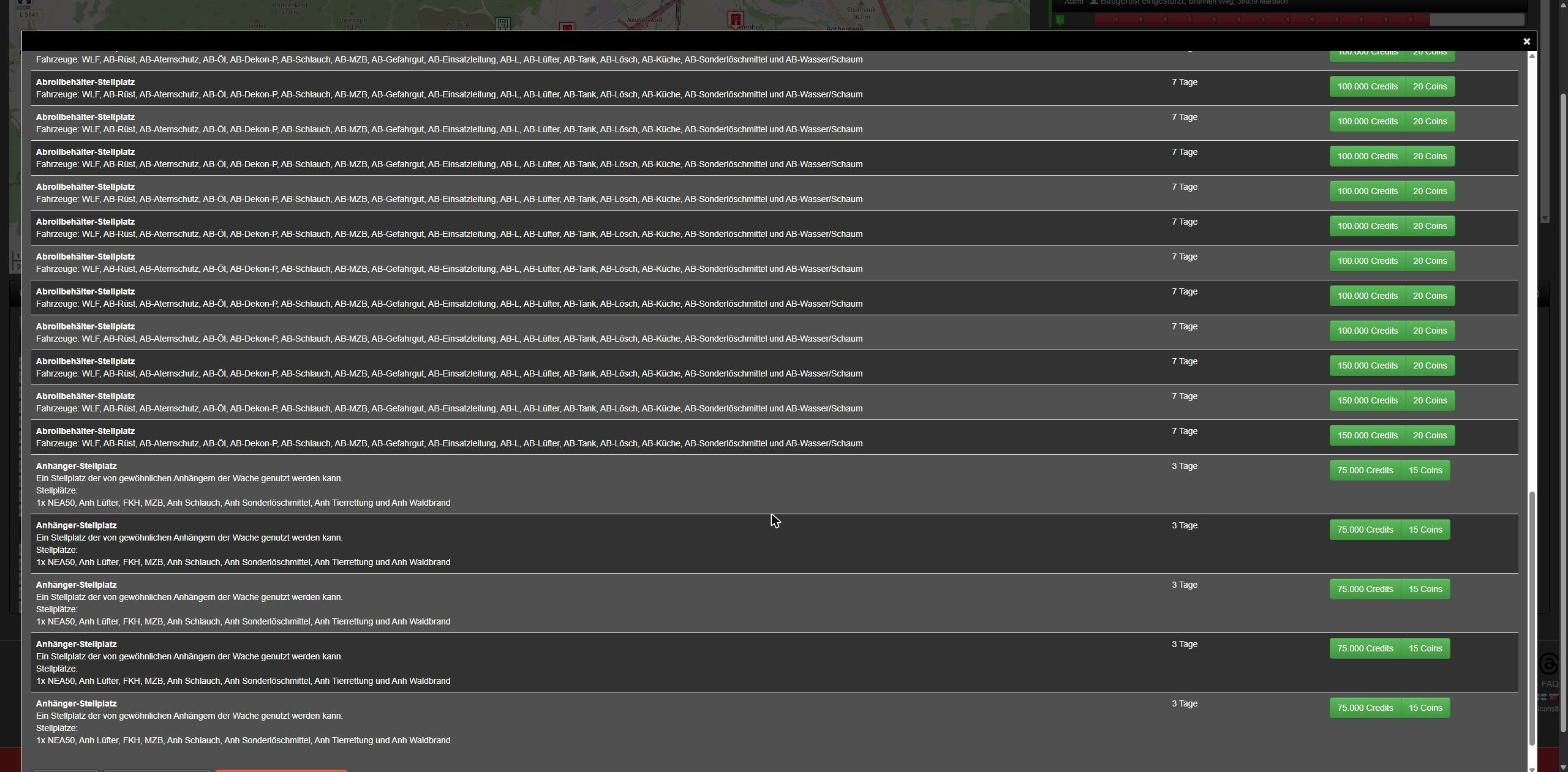 L 3141
Atem
Baugerüst eingestürzt, Brunnen Weg, 36039 Marbach
100.000 Credits 20 Coins
Fahrzeuge: WLF, AB-Rüst, AB-Atemschutz, AB-Öl, AB-Dekon-P, AB-Schlauch, AB-MZB, AB-Gefahrgut, AB-Einsatzleitung, AB-L, AB-Lüfter, AB-Tank, AB-Lösch, AB-Küche, AB-Sonderlöschmittel und AB-Wasser/Schaum
Abrollbehälter-Stellplatz 7 Tage 100.000 Credits 20 Coins
Fahrzeuge: WLF, AB-Rüst, AB-Atemschutz, AB-Öl, AB-Dekon-P, AB-Schlauch, AB-MZB, AB-Gefahrgut, AB-Einsatzleitung, AB-L, AB-Lüfter, AB-Tank, AB-Lösch, AB-Küche, AB-Sonderlöschmittel und AB-Wasser/Schaum
Abrollbehälter-Stellplatz 7 Tage 100.000 Credits 20 Coins
Fahrzeuge: WLF, AB-Rüst, AB-Atemschutz, AB-Öl, AB-Dekon-P, AB-Schlauch, AB-MZB, AB-Gefahrgut, AB-Einsatzleitung, AB-L, AB-Lüfter, AB-Tank, AB-Lösch, AB-Küche, AB-Sonderlöschmittel und AB-Wasser/Schaum
Abrollbehälter-Stellplatz 7 Tage 100.000 Credits 20 Coins
Fahrzeuge: WLF, AB-Rüst, AB-Atemschutz, AB-Öl, AB-Dekon-P, AB-Schlauch, AB-MZB, AB-Gefahrgut, AB-Einsatzleitung, AB-L, AB-Lüfter, AB-Tank, AB-Lösch, AB-Küche, AB-Sonderlöschmittel und AB-Wasser/Schaum
Abrollbehälter-Stellplatz 7 Tage 100.000 Credits 20 Coins
Fahrzeuge: WLF, AB-Rüst, AB-Atemschutz, AB-Öl, AB-Dekon-P, AB-Schlauch, AB-MZB, AB-Gefahrgut, AB-Einsatzleitung, AB-L, AB-Lüfter, AB-Tank, AB-Lösch, AB-Küche, AB-Sonderlöschmittel und AB-Wasser/Schaum
Abrollbehälter-Stellplatz 7 Tage 100.000 Credits 20 Coins
Fahrzeuge: WLF, AB-Rüst, AB-Atemschutz, AB-Öl, AB-Dekon-P, AB-Schlauch, AB-MZB, AB-Gefahrgut, AB-Einsatzleitung, AB-L, AB-Lüfter, AB-Tank, AB-Lösch, AB-Küche, AB-Sonderlöschmittel und AB-Wasser/Schaum
Abrollbehälter-Stellplatz 7 Tage 100.000 Credits 20 Coins
Fahrzeuge: WLF, AB-Rüst, AB-Atemschutz, AB-Öl, AB-Dekon-P, AB-Schlauch, AB-MZB, AB-Gefahrgut, AB-Einsatzleitung, AB-L, AB-Lüfter, AB-Tank, AB-Lösch, AB-Küche, AB-Sonderlöschmittel und AB-Wasser/Schaum
Abrollbehälter-Stellplatz 7 Tage 100.000 Credits 20 Coins
Fahrzeuge: WLF, AB-Rüst, AB-Atemschutz, AB-Öl, AB-Dekon-P, AB-Schlauch, AB-MZB, AB-Gefahrgut, AB-Einsatzleitung, AB-L, AB-Lüfter, AB-Tank, AB-Lösch, AB-Küche, AB-Sonderlöschmittel und AB-Wasser/Schaum
Abrollbehälter-Stellplatz 7 Tage 100.000 Credits 20 Coins
Fahrzeuge: WLF, AB-Rüst, AB-Atemschutz, AB-Öl, AB-Dekon-P, AB-Schlauch, AB-MZB, AB-Gefahrgut, AB-Einsatzleitung, AB-L, AB-Lüfter, AB-Tank, AB-Lösch, AB-Küche, AB-Sonderlöschmittel und AB-Wasser/Schaum
Abrollbehälter-Stellplatz 7 Tage 150.000 Credits 20 Coins
Fahrzeuge: WLF, AB-Rüst, AB-Atemschutz, AB-Öl, AB-Dekon-P, AB-Schlauch, AB-MZB, AB-Gefahrgut, AB-Einsatzleitung, AB-L, AB-Lüfter, AB-Tank, AB-Lösch, AB-Küche, AB-Sonderlöschmittel und AB-Wasser/Schaum
Abrollbehälter-Stellplatz 7 Tage 150.000 Credits 20 Coins
Fahrzeuge: WLF, AB-Rüst, AB-Atemschutz, AB-Öl, AB-Dekon-P, AB-Schlauch, AB-MZB, AB-Gefahrgut, AB-Einsatzleitung, AB-L, AB-Lüfter, AB-Tank, AB-Lösch, AB-Küche, AB-Sonderlöschmittel und AB-Wasser/Schaum
Abrollbehälter-Stellplatz 7 Tage 150.000 Credits 20 Coins
Fahrzeuge: WLF, AB-Rüst, AB-Atemschutz, AB-Öl, AB-Dekon-P, AB-Schlauch, AB-MZB, AB-Gefahrgut, AB-Einsatzleitung, AB-L, AB-Lüfter, AB-Tank, AB-Lösch, AB-Küche, AB-Sonderlöschmittel und AB-Wasser/Schaum
Anhänger-Stellplatz 3 Tage 75.000 Credits 15 Coins
Ein Stellplatz der von gewöhnlichen Anhängern der Wache genutzt werden kann.
Stellplätze:
1x NEA50, Anh Lüfter, FKH, MZB, Anh Schlauch, Anh Sonderlöschmittel, Anh Tierrettung und Anh Waldbrand
Anhänger-Stellplatz 3 Tage 75.000 Credits 15 Coins
Ein Stellplatz der von gewöhnlichen Anhängern der Wache genutzt werden kann.
Stellplätze:
1x NEA50, Anh Lüfter, FKH, MZB, Anh Schlauch, Anh Sonderlöschmittel, Anh Tierrettung und Anh Waldbrand
Anhänger-Stellplatz 3 Tage 75.000 Credits 15 Coins
Ein Stellplatz der von gewöhnlichen Anhängern der Wache genutzt werden kann.
Stellplätze:
1x NEA50, Anh Lüfter, FKH, MZB, Anh Schlauch, Anh Sonderlöschmittel, Anh Tierrettung und Anh Waldbrand
Anhänger-Stellplatz 3 Tage 75.000 Credits 15 Coins
Ein Stellplatz der von gewöhnlichen Anhängern der Wache genutzt werden kann.
Stellplätze:
1x NEA50, Anh Lüfter, FKH, MZB, Anh Schlauch, Anh Sonderlöschmittel, Anh Tierrettung und Anh Waldbrand
Anhänger-Stellplatz 3 Tage 75.000 Credits 15 Coins
Ein Stellplatz der von gewöhnlichen Anhängern der Wache genutzt werden kann.
Stellplätze:
1x NEA50, Anh Lüfter, FKH, MZB, Anh Schlauch, Anh Sonderlöschmittel, Anh Tierrettung und Anh Waldbrand
FAQ